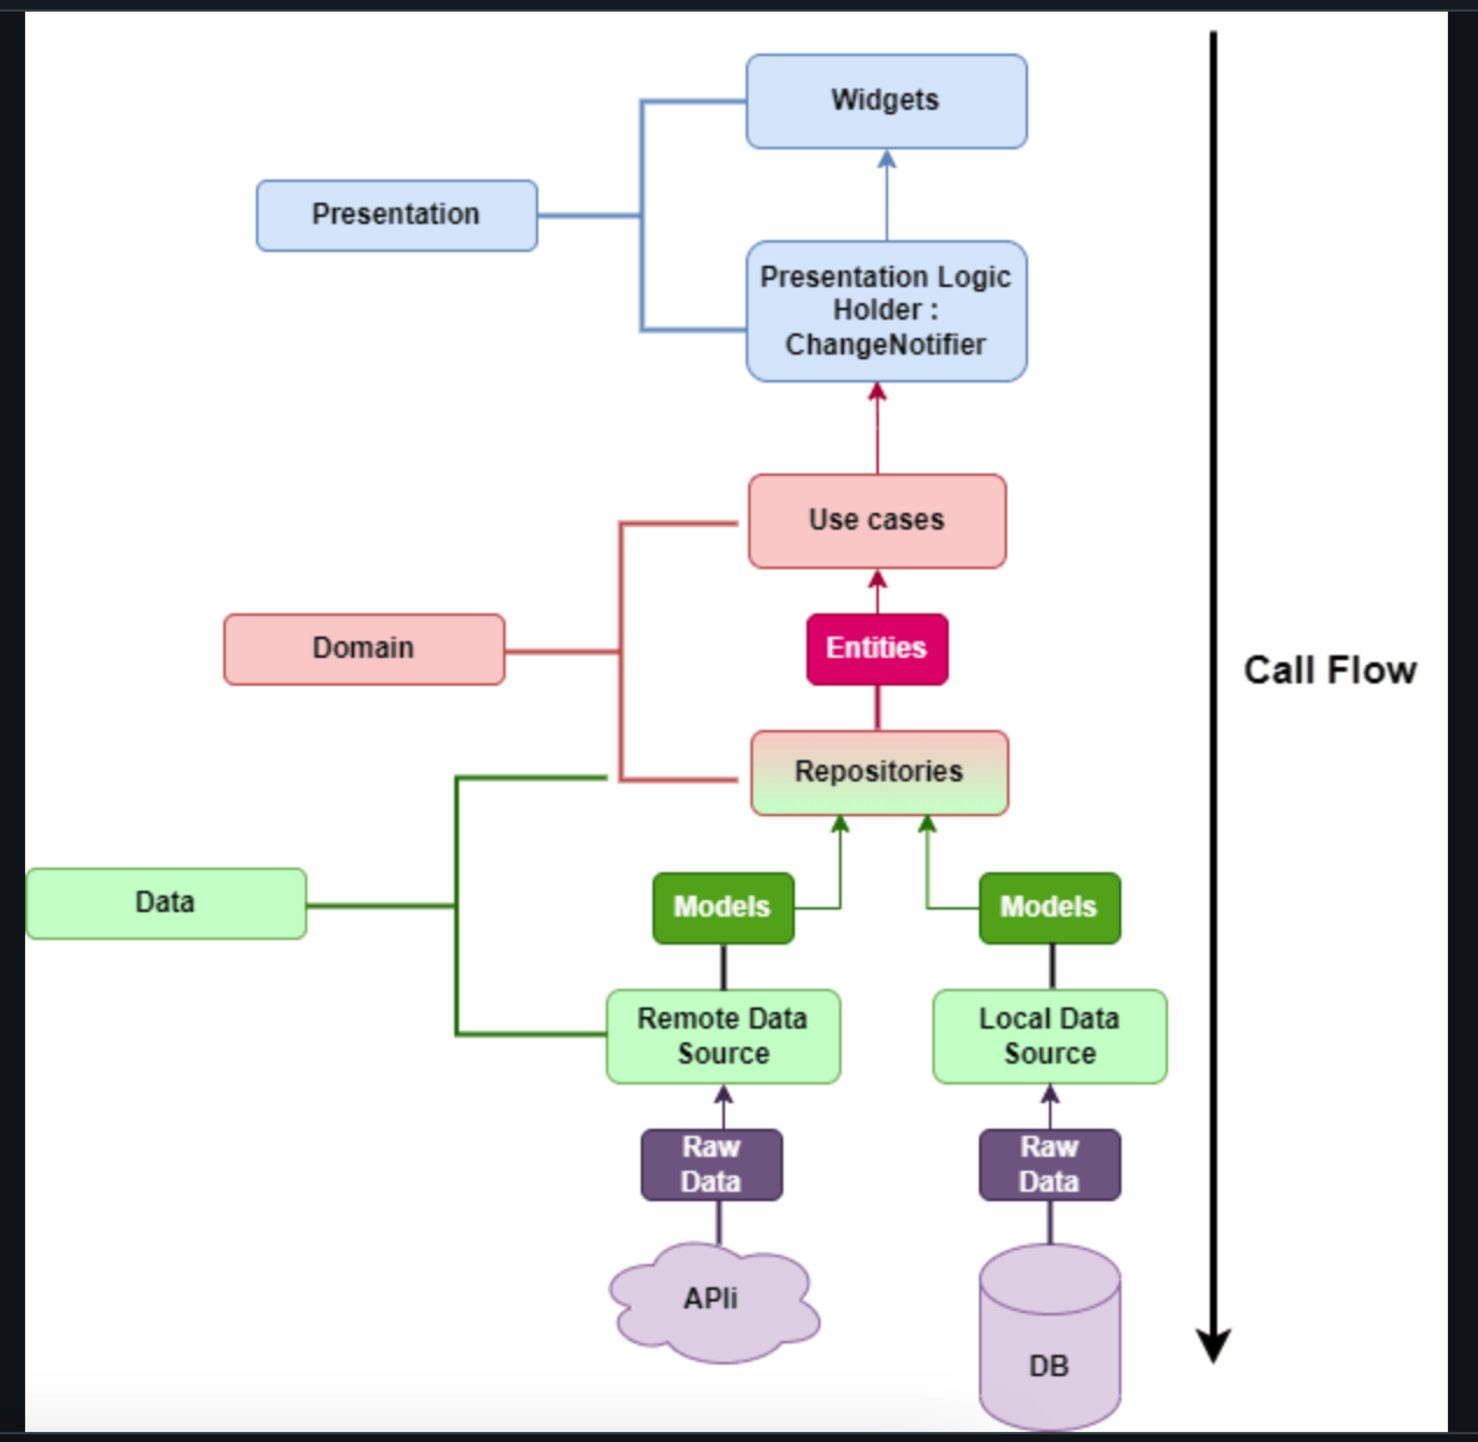 Widgets
Presentation
Presentation Logic
Holder :
ChangeNotifier
Use cases
Domain
Entities
Call Flow
Repositories
Data
Models
Models
Remote Data
Source
Local Data
Source
Raw
Data
Raw
Data
APIi
DB